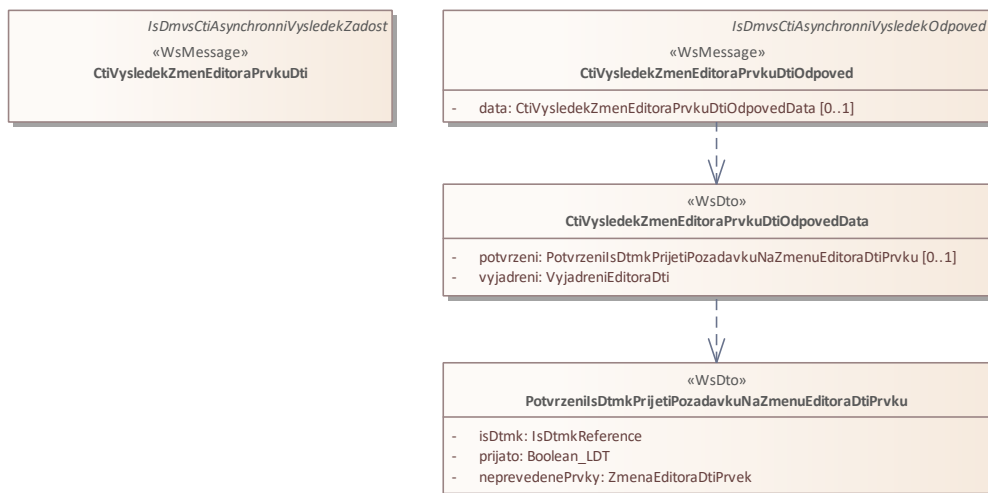 IsDmvsCtiAsynchronniVysledekZadost
«WsMessage»
CtiVysledekZmenEditoraPrvkuDti
IsDmvsCtiAsynchronniVysledekOdpoved
«WsMessage»
CtiVysledekZmenEditoraPrvkuDtiOdpoved
- data: CtiVysledekZmenEditoraPrvkuDtiOdpovedData [0..1]
«WsDto»
CtiVysledekZmenEditoraPrvkuDtiOdpovedData
- potvrzeni: PotvrzeniIsDtmkPrijetiPozadavkuNaZmenuEditoraDtiPrvku [0..1]
- vyjadreni: VyjadreniEditoraDti
«WsDto»
PotvrzeniIsDtmkPrijetiPozadavkuNaZmenuEditoraDtiPrvku
- isDtmk: IsDtmkReference
- prijato: Boolean_LDT
- neprevedenePrvky: ZmenaEditoraDtiPrvek